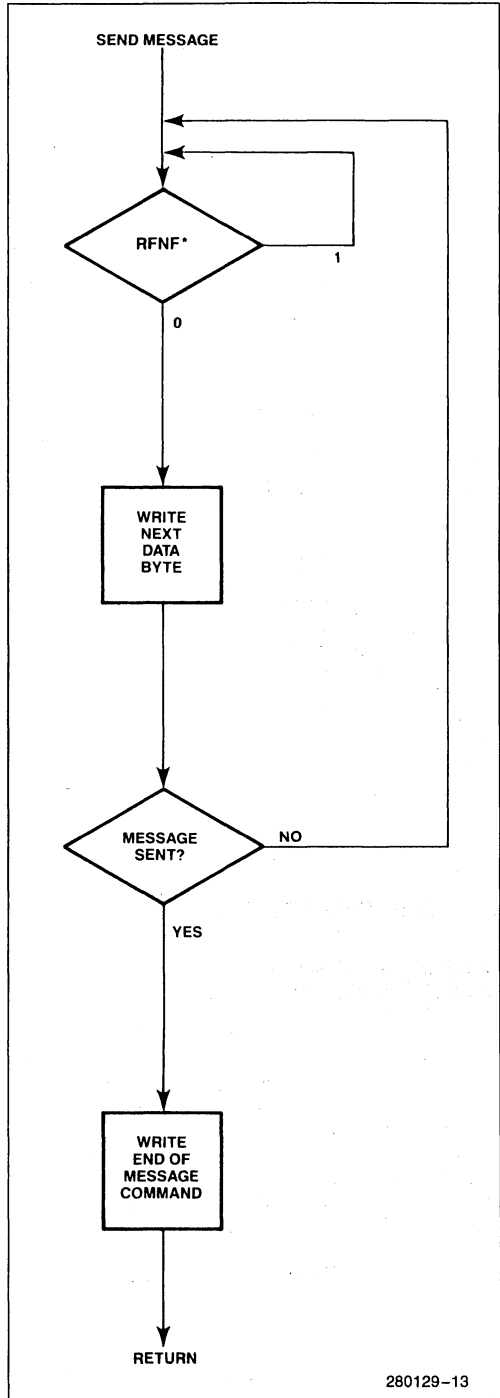 SEND MESSAGE
RFNF*
1
0
WRITE
NEXT
DATA
BYTE
MESSAGE
SENT?
NO
YES
WRITE
END OF
MESSAGE
COMMAND
RETURN
280129-13